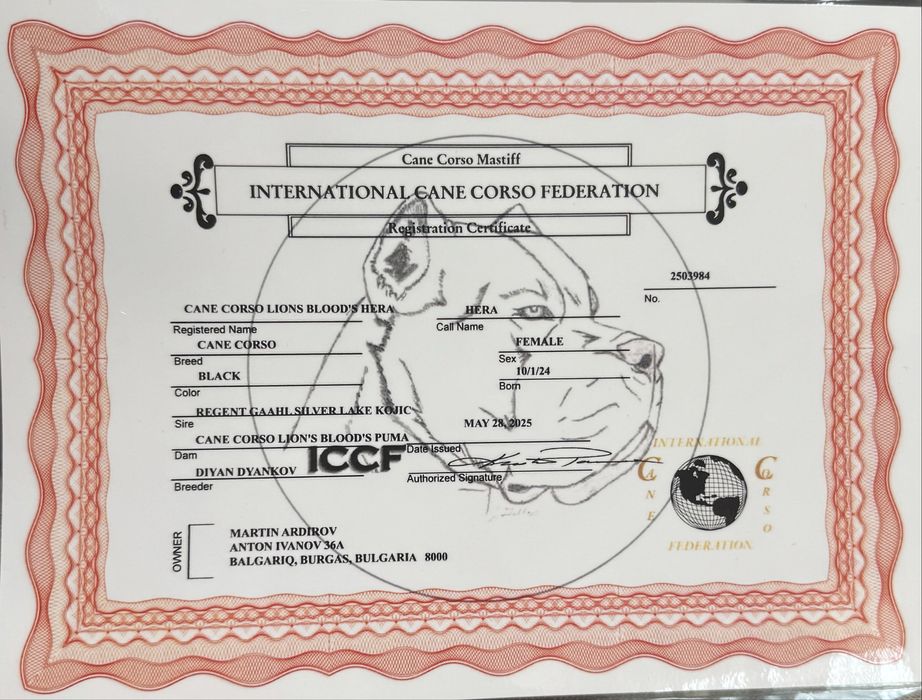 Cane Corso Mastiff
INTERNATIONAL CANE CORSO FEDERATION
Registration Certificate
2503984
No.
CANE CORSO LIONS BLOOD'S HERA
Registered Name
HERA
Call Name
CANE CORSO
Breed
FEMALE
Sex
BLACK
Color
10/1/24
Born
REGENT GAAHL SILVER LAKE KOJIC
Sire
MAY 28, 2025
Date Issued
CANE CORSO LION'S BLOOD'S PUMA
Dam
ICCF
DIYAN DYANKOV
Breeder
Authorized Signature
INTERNATIONAL
CANE
CORSO
FEDERATION
OWNER
MARTIN ARDIROV
ANTON IVANOV 36A
BALGARIQ, BURGAS, BULGARIA 8000